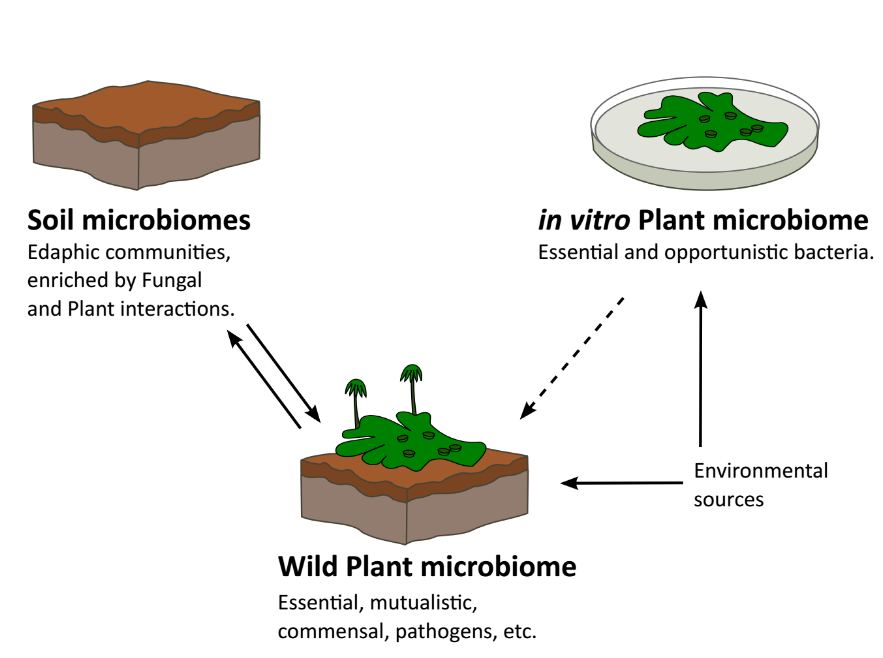 Soil microbiomes
Edaphic communities,
enriched by Fungal
and Plant interactions.
in vitro Plant microbiome
Essential and opportunistic bacteria.
Environmental
sources
Wild Plant microbiome
Essential, mutualistic,
commensal, pathogens, etc.